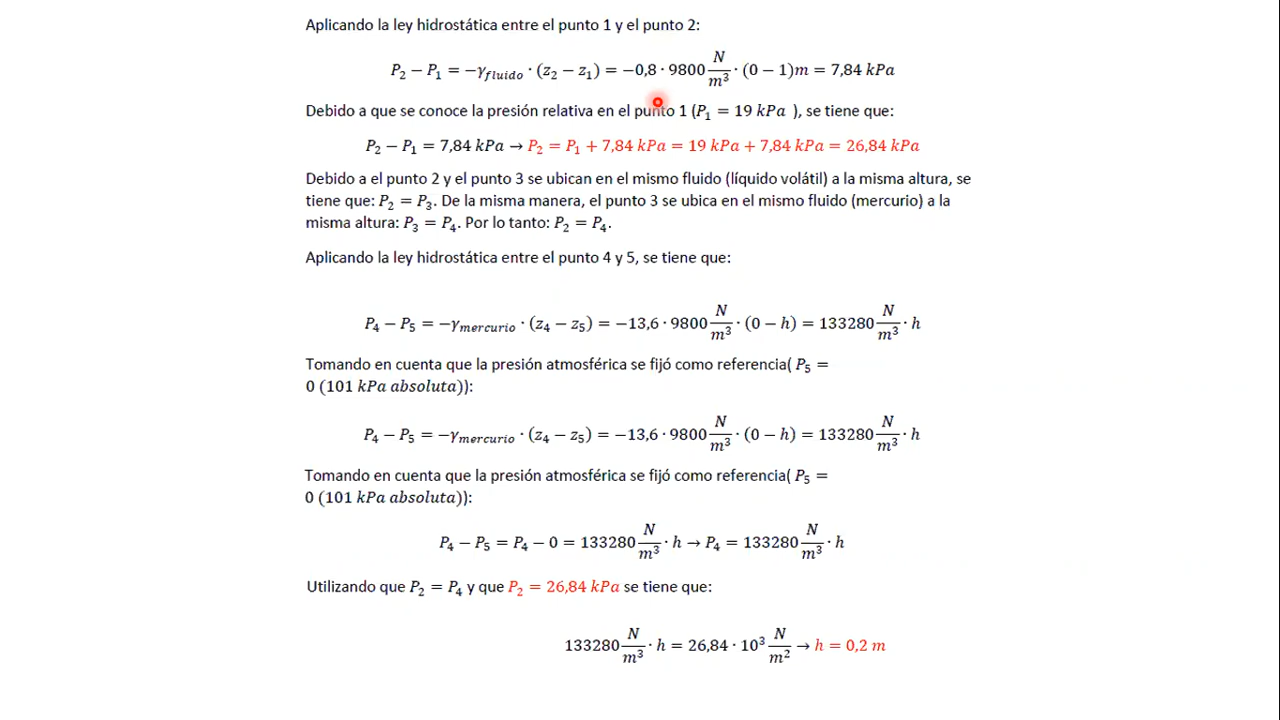 Aplicando la ley hidrostática entre el punto 1 y el punto 2:
P₂ − P₁ = −γ_fluido · (z₂ − z₁) = −0,8 · 9800 N/m³ · (0 − 1)m = 7,84 kPa
Debido a que se conoce la presión relativa en el punto 1 (P₁ = 19 kPa ), se tiene que:
P₂ − P₁ = 7,84 kPa → P₂ = P₁ + 7,84 kPa = 19 kPa + 7,84 kPa = 26,84 kPa
Debido a el punto 2 y el punto 3 se ubican en el mismo fluido (líquido volátil) a la misma altura, se
tiene que: P₂ = P₃. De la misma manera, el punto 3 se ubica en el mismo fluido (mercurio) a la
misma altura: P₃ = P₄. Por lo tanto: P₂ = P₄.
Aplicando la ley hidrostática entre el punto 4 y 5, se tiene que:
P₄ − P₅ = −γ_mercurio · (z₄ − z₅) = −13,6 · 9800 N/m³ · (0 − h) = 133280 N/m³ · h
Tomando en cuenta que la presión atmosférica se fijó como referencia( P₅ =
0 (101 kPa absoluta)):
P₄ − P₅ = −γ_mercurio · (z₄ − z₅) = −13,6 · 9800 N/m³ · (0 − h) = 133280 N/m³ · h
Tomando en cuenta que la presión atmosférica se fijó como referencia( P₅ =
0 (101 kPa absoluta)):
P₄ − P₅ = P₄ − 0 = 133280 N/m³ · h → P₄ = 133280 N/m³ · h
Utilizando que P₂ = P₄ y que P₂ = 26,84 kPa se tiene que:
133280 N/m³ · h = 26,84 · 10³ N/m² → h = 0,2 m